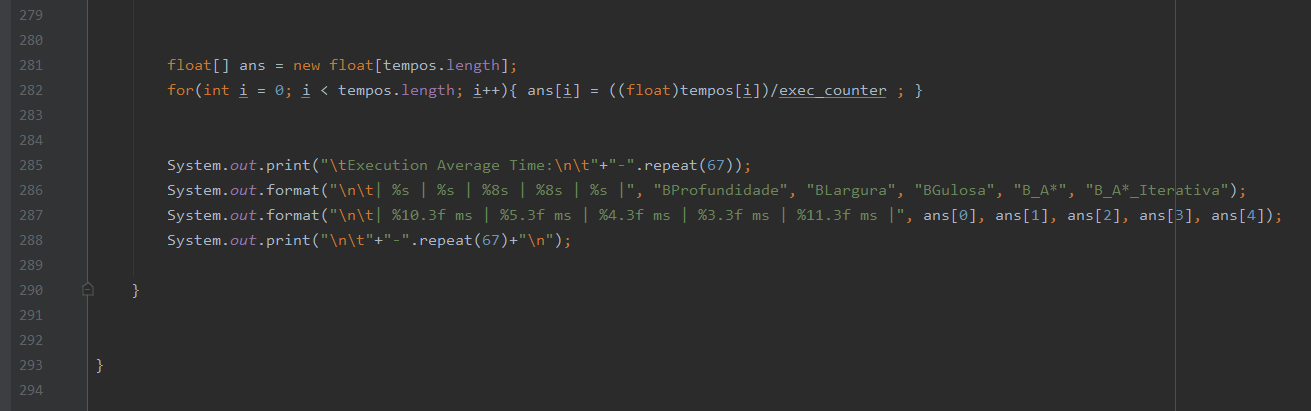 279
280
281 float[] ans = new float[tempos.length];
282 for(int i = 0; i < tempos.length; i++){ ans[i] = ((float)tempos[i])/exec_counter ; }
283
284
285 System.out.print("\tExecution Average Time:\n\t"+"-".repeat(67));
286 System.out.format("\n\t| %s | %s | %8s | %8s | %s |", "BProfundidade", "BLargura", "BGulosa", "B_A*", "B_A*_Iterativa");
287 System.out.format("\n\t| %10.3f ms | %5.3f ms | %4.3f ms | %3.3f ms | %11.3f ms |", ans[0], ans[1], ans[2], ans[3], ans[4]);
288 System.out.print("\n\t"+"-".repeat(67)+"\n");
289
290 }
291
292
293 }
294